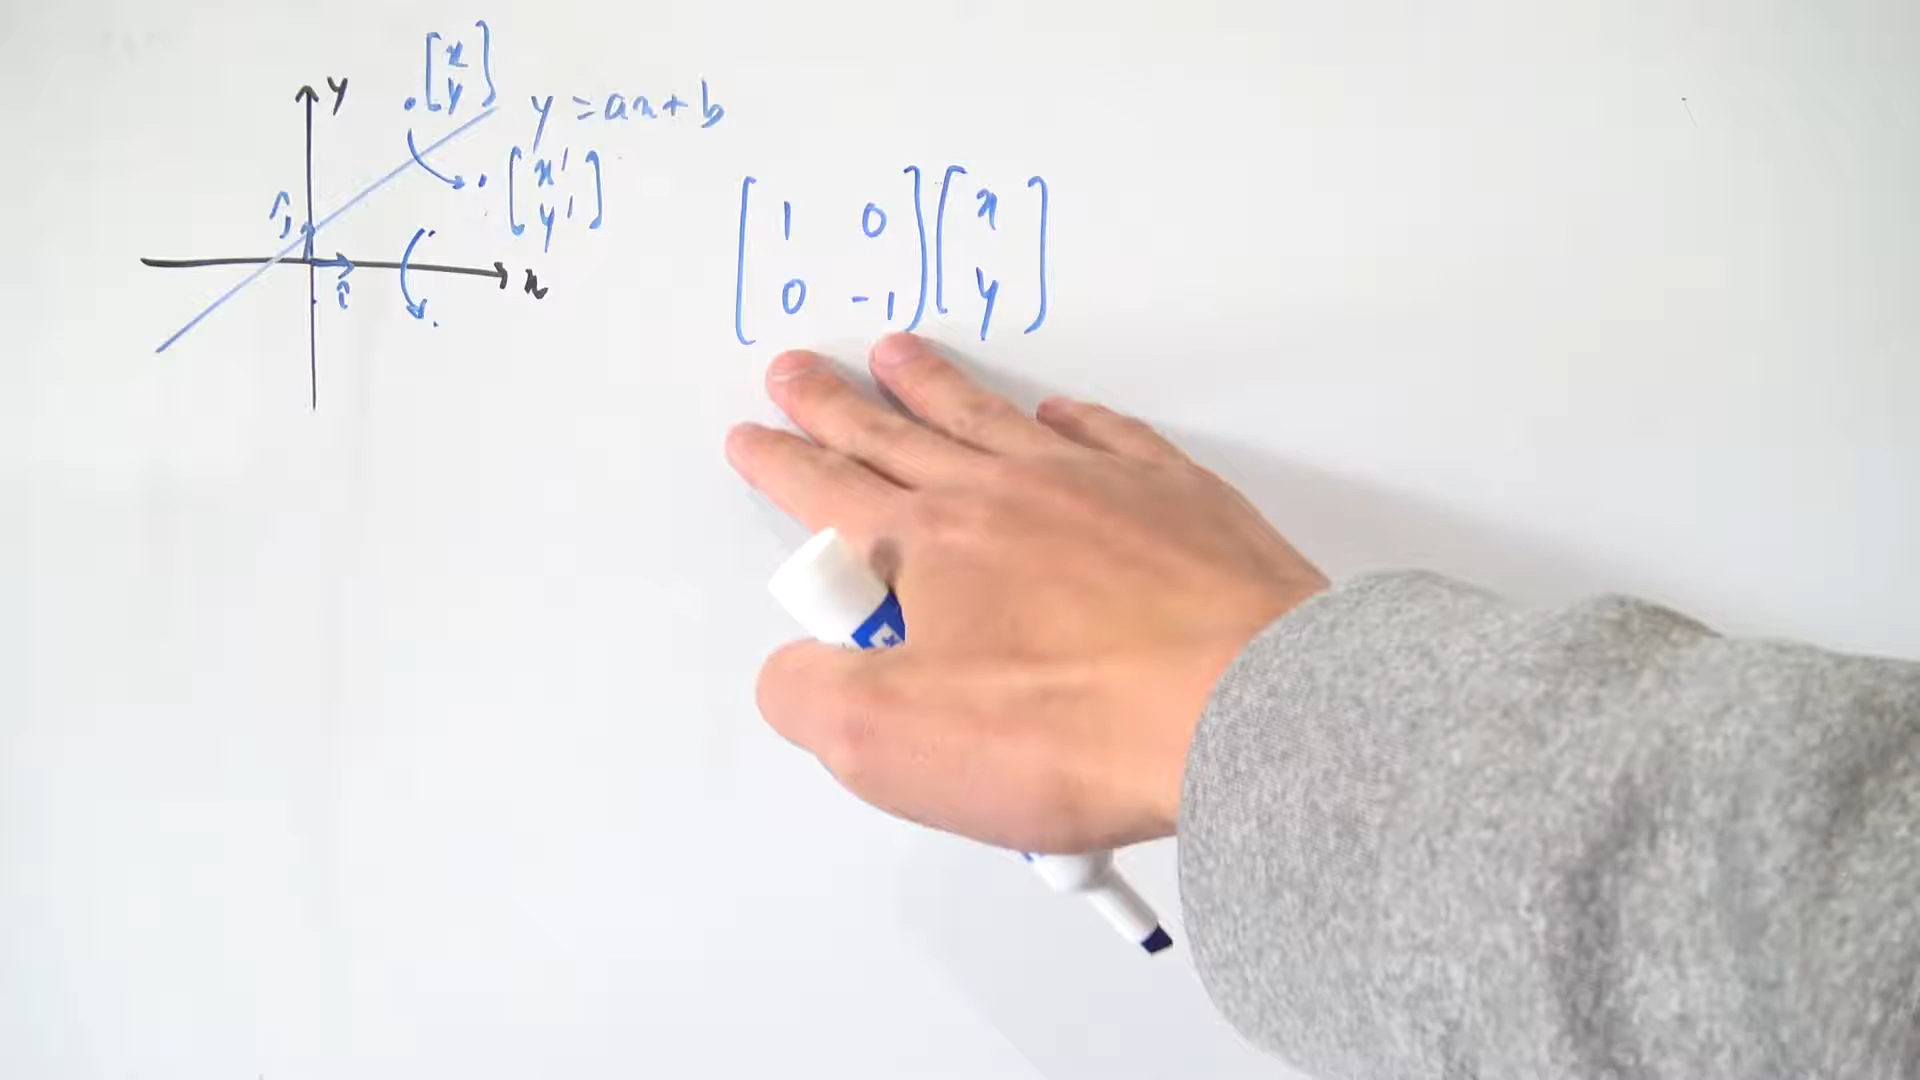 y
[x
y]
y = ax + b
[x'
y']
ĵ
î
x
[1 0
0 -1] [x
y]